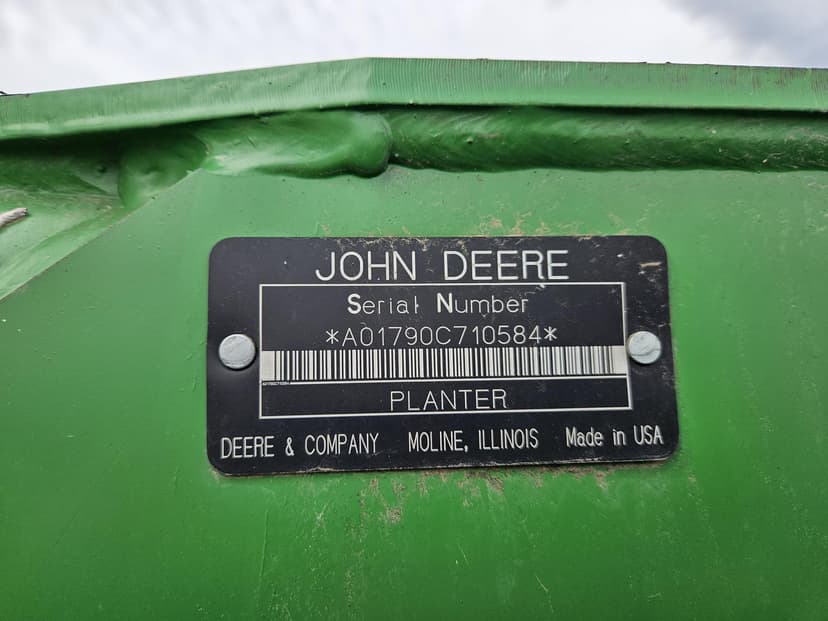 JOHN DEERE
Serial Number
*A01790C710584*
PLANTER
DEERE & COMPANY MOLINE, ILLINOIS Made in USA